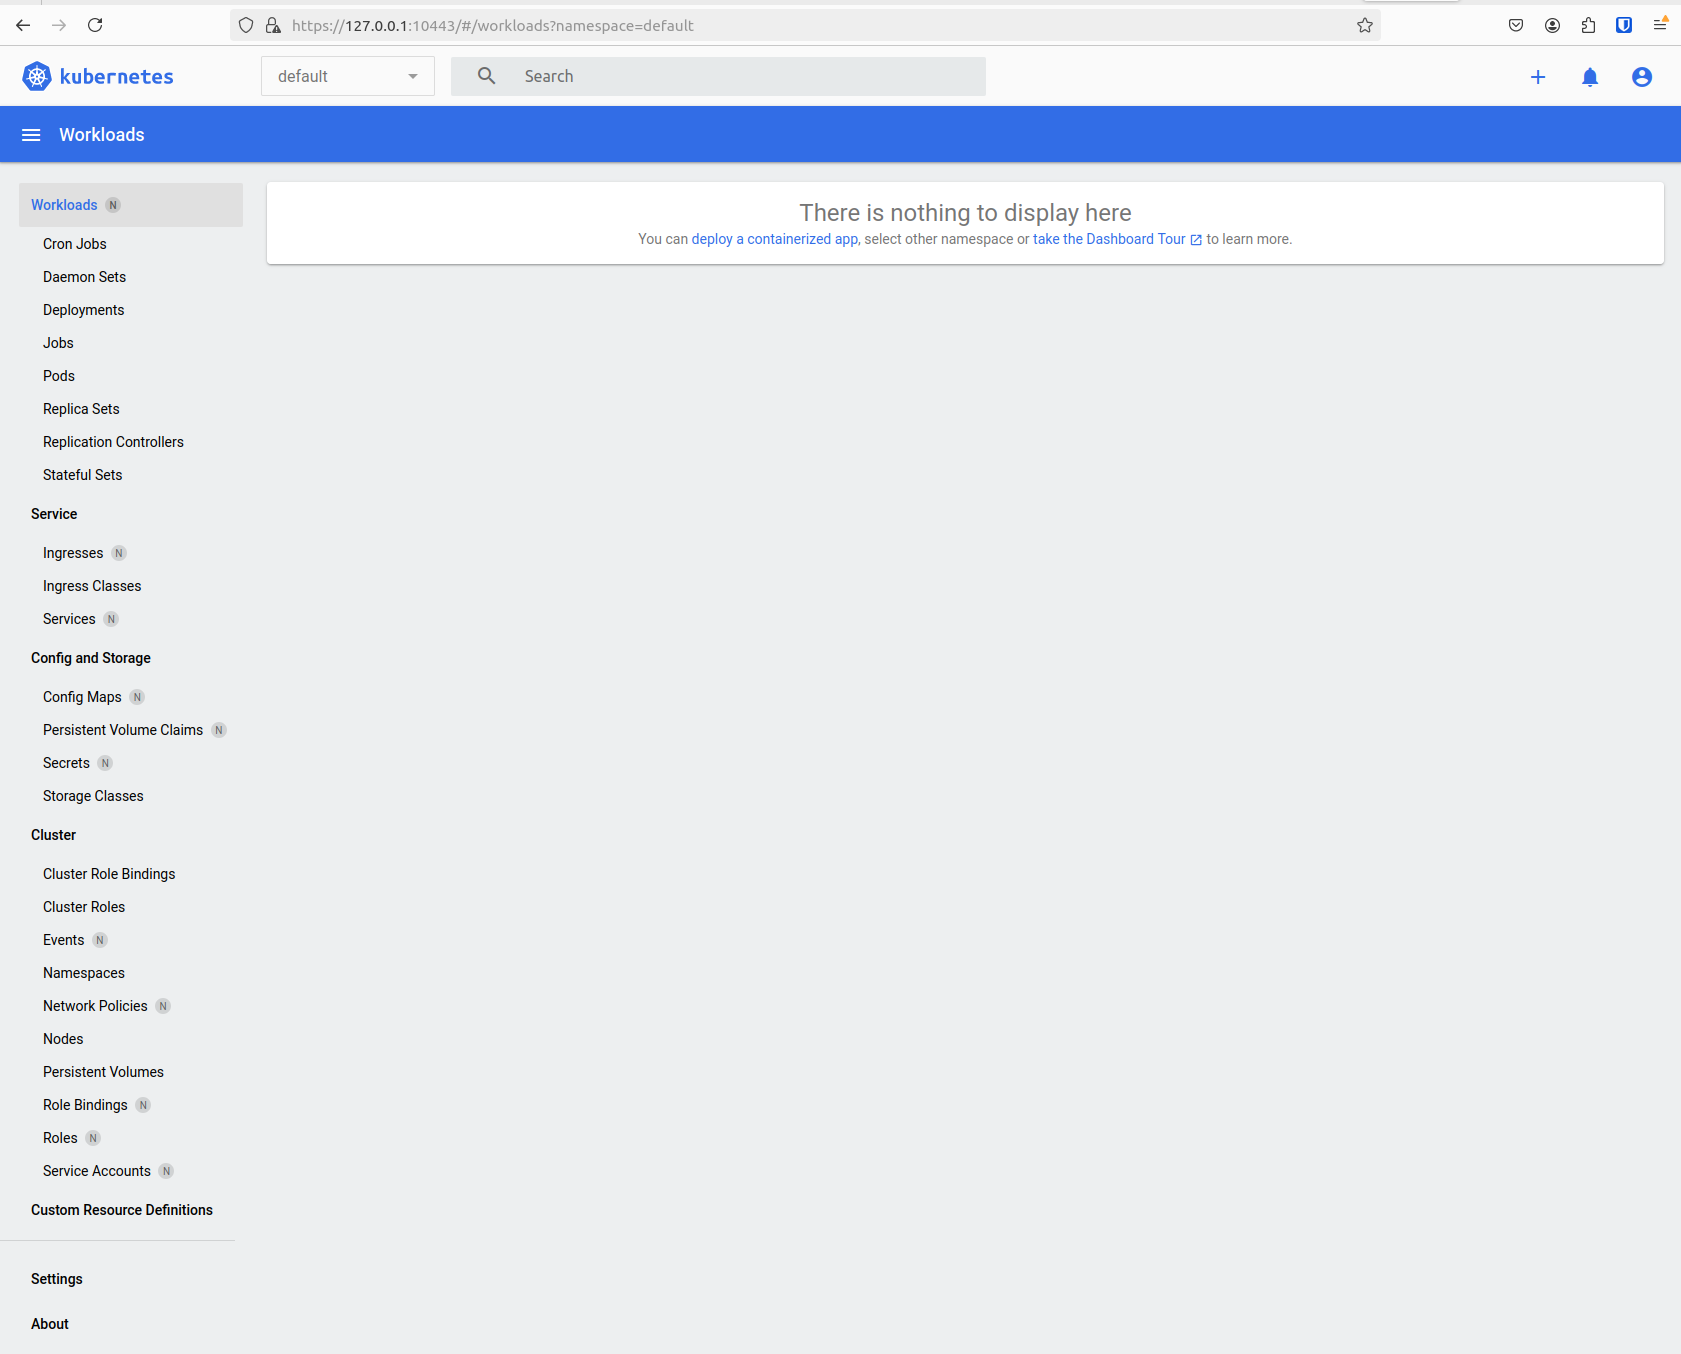 https://127.0.0.1:10443/#/workloads?namespace=default
kubernetes
default
Search
Workloads
Workloads N
Cron Jobs
Daemon Sets
Deployments
Jobs
Pods
Replica Sets
Replication Controllers
Stateful Sets
Service
Ingresses N
Ingress Classes
Services N
Config and Storage
Config Maps N
Persistent Volume Claims N
Secrets N
Storage Classes
Cluster
Cluster Role Bindings
Cluster Roles
Events N
Namespaces
Network Policies N
Nodes
Persistent Volumes
Role Bindings N
Roles N
Service Accounts N
Custom Resource Definitions
Settings
About
There is nothing to display here
You can deploy a containerized app, select other namespace or take the Dashboard Tour to learn more.